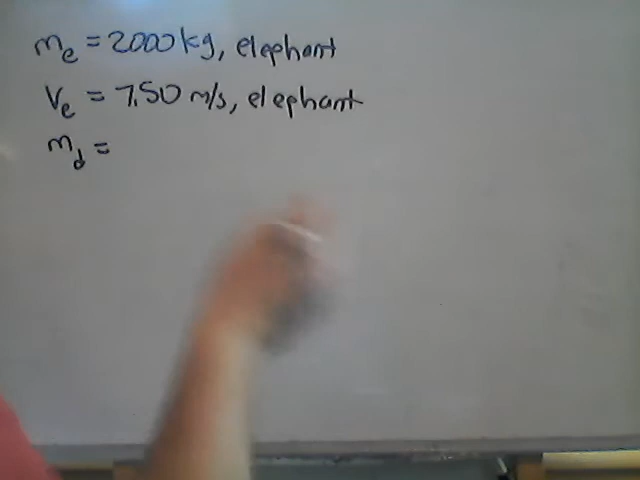 me = 2000 kg, elephant
ve = 7.50 m/s, elephant
md =